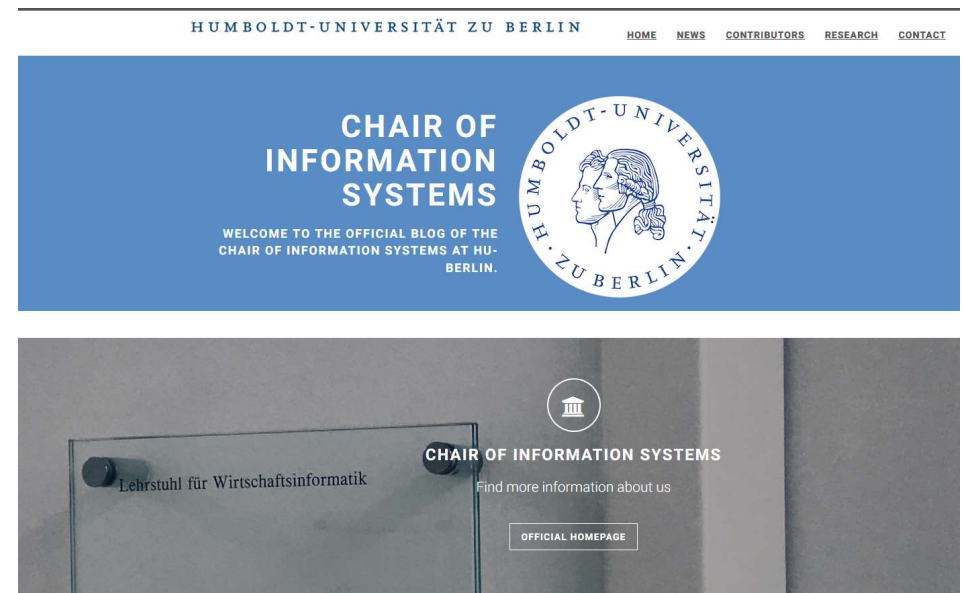 HUMBOLDT-UNIVERSITÄT ZU BERLIN
HOME NEWS CONTRIBUTORS RESEARCH CONTACT
CHAIR OF
INFORMATION
SYSTEMS
WELCOME TO THE OFFICIAL BLOG OF THE
CHAIR OF INFORMATION SYSTEMS AT HU-
BERLIN.
HUMBOLDT-UNIVERSITÄT · ZU BERLIN ·
CHAIR OF INFORMATION SYSTEMS
Lehrstuhl für Wirtschaftsinformatik
Find more information about us
OFFICIAL HOMEPAGE